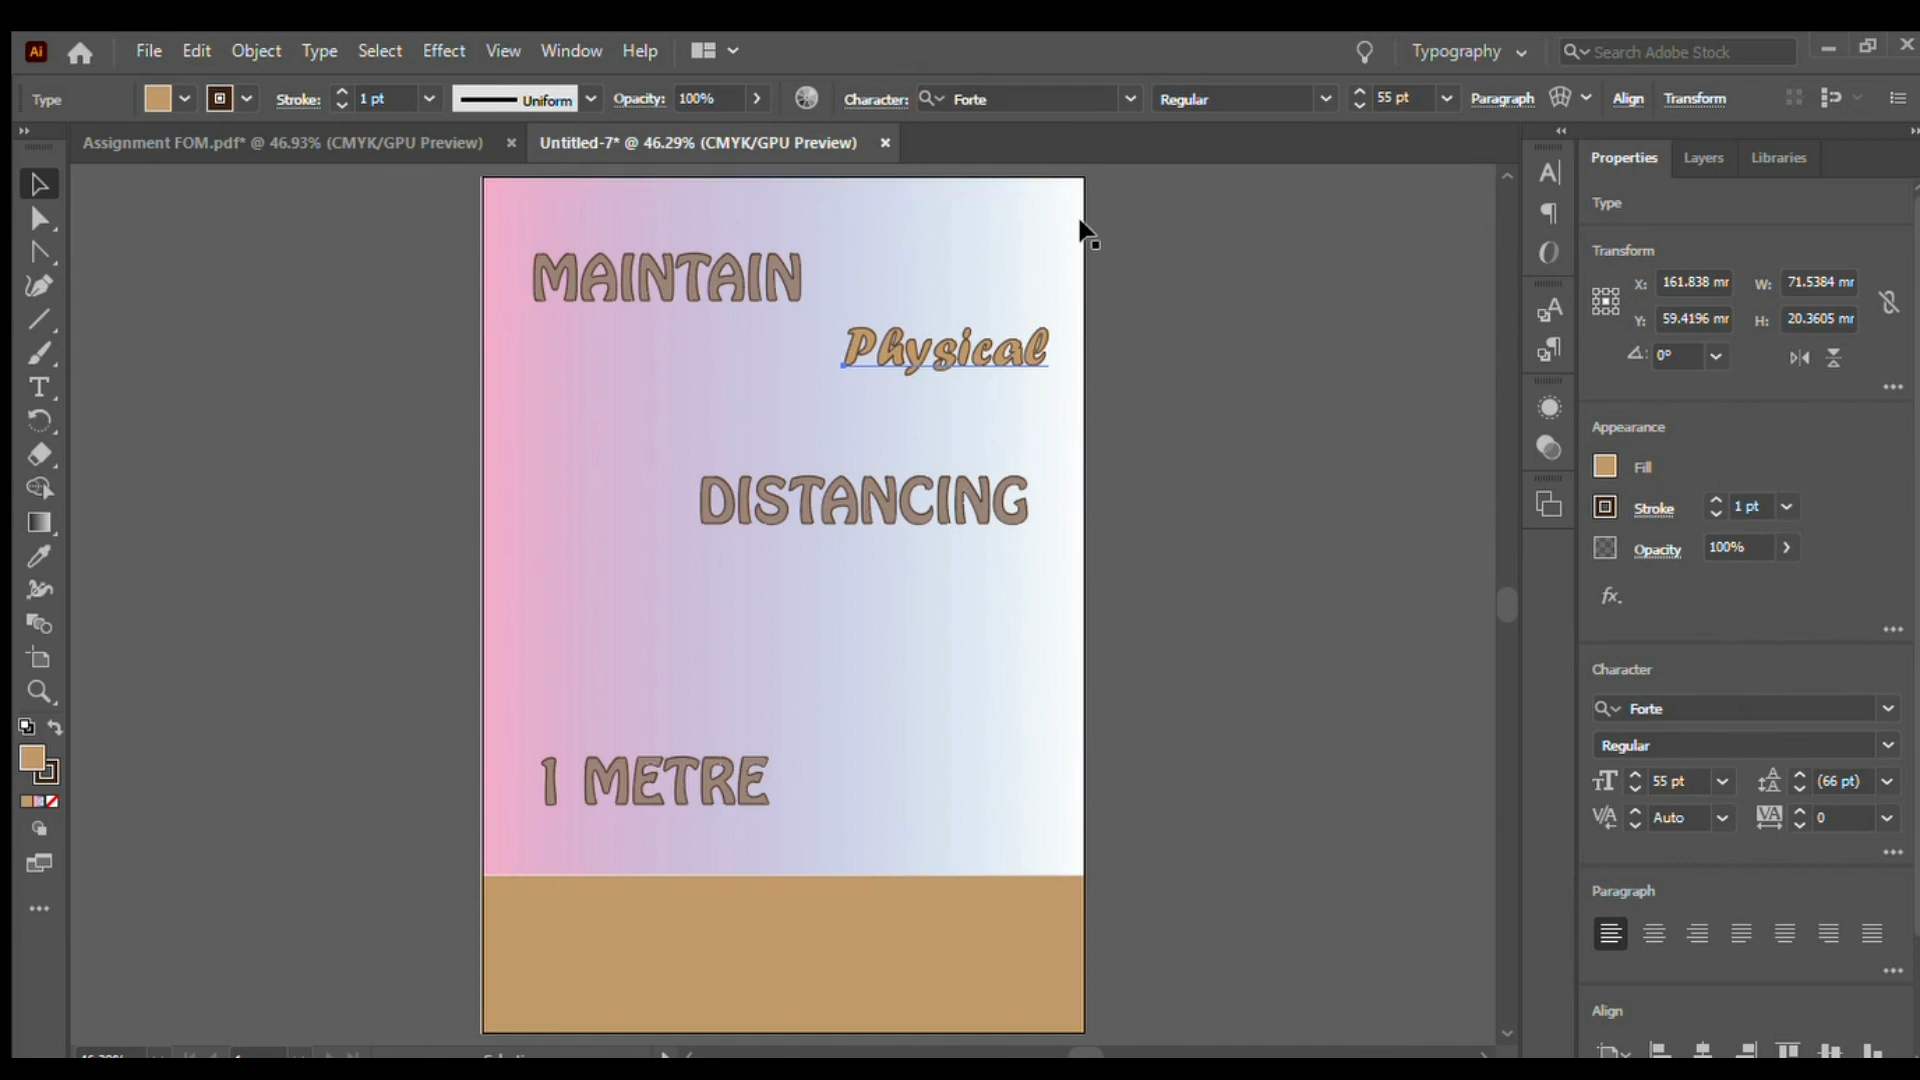 Ai File Edit Object Type Select Effect View Window Help Typography Search Adobe Stock
Type Stroke: 1 pt Uniform Opacity: 100% Character: Forte Regular 55 pt Paragraph Align Transform
Assignment FOM.pdf* @ 46.93% (CMYK/GPU Preview) Untitled-7* @ 46.29% (CMYK/GPU Preview)
Properties Layers Libraries
Type
Transform
X: 161.838 mm W: 71.5384 mm
Y: 59.4196 mm H: 20.3605 mm
0°
MAINTAIN
Physical
DISTANCING
1 METRE
Appearance
Fill
Stroke 1 pt
Opacity 100%
fx.
Character
Forte
Regular
55 pt (66 pt)
Auto 0
Paragraph
Align